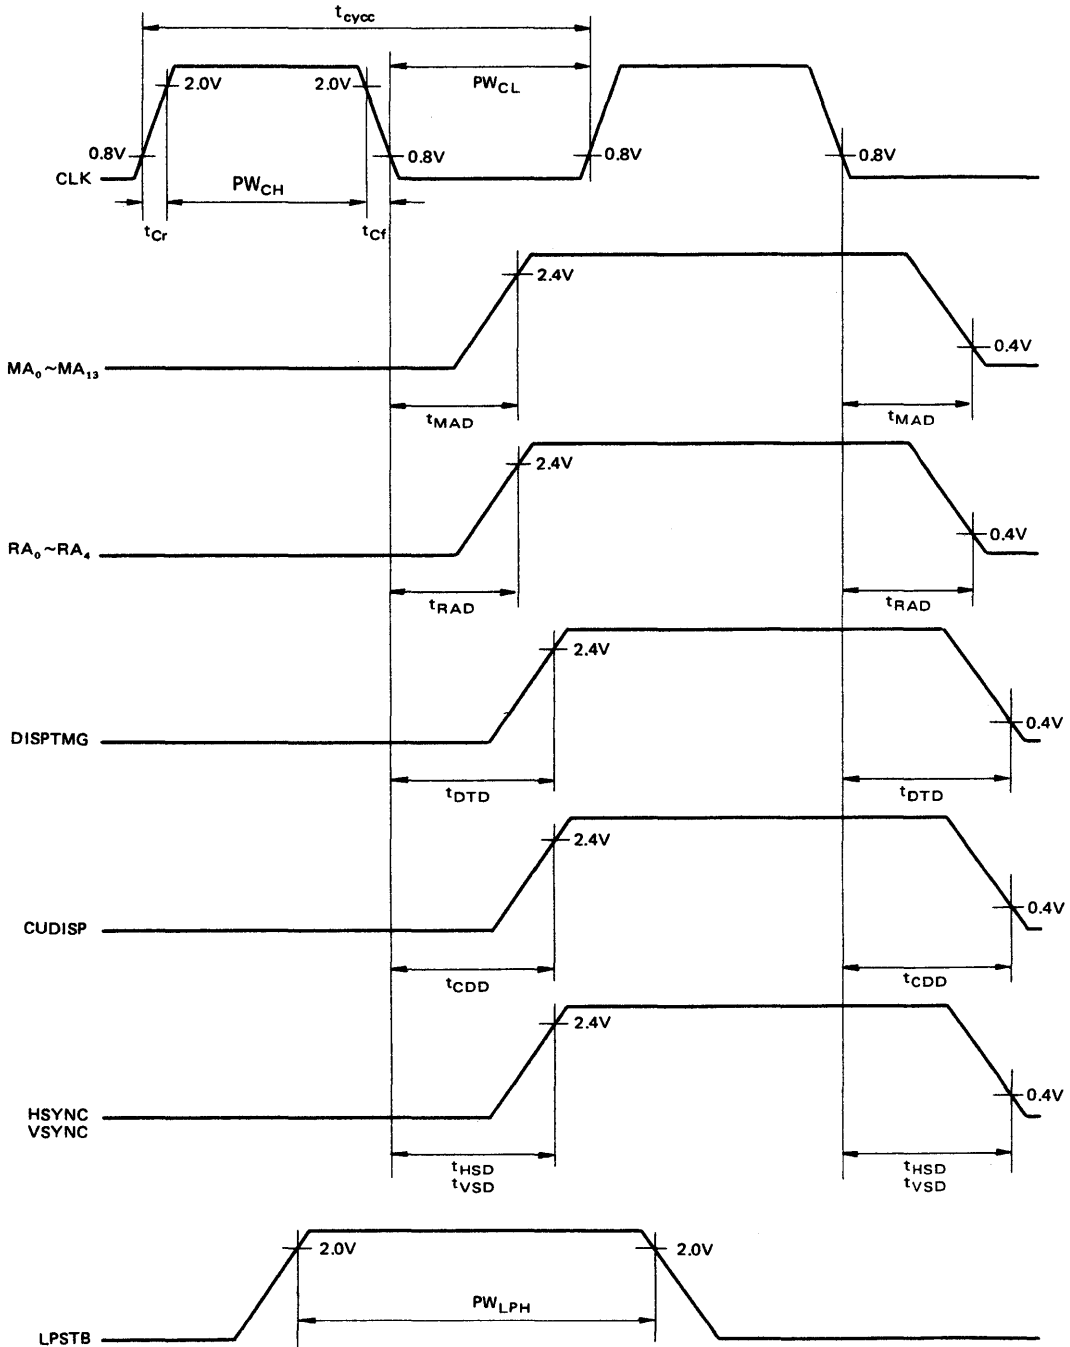 tcycc
2.0V 2.0V PWCL
0.8V 0.8V 0.8V 0.8V
CLK
PWCH
tCr tCf
2.4V
0.4V
MA0~MA13
tMAD tMAD
2.4V
0.4V
RA0~RA4
tRAD tRAD
2.4V
0.4V
DISPTMG
tDTD tDTD
2.4V
0.4V
CUDISP
tCDD tCDD
2.4V
0.4V
HSYNC
VSYNC
tHSD tHSD
tVSD tVSD
2.0V 2.0V
PWLPH
LPSTB